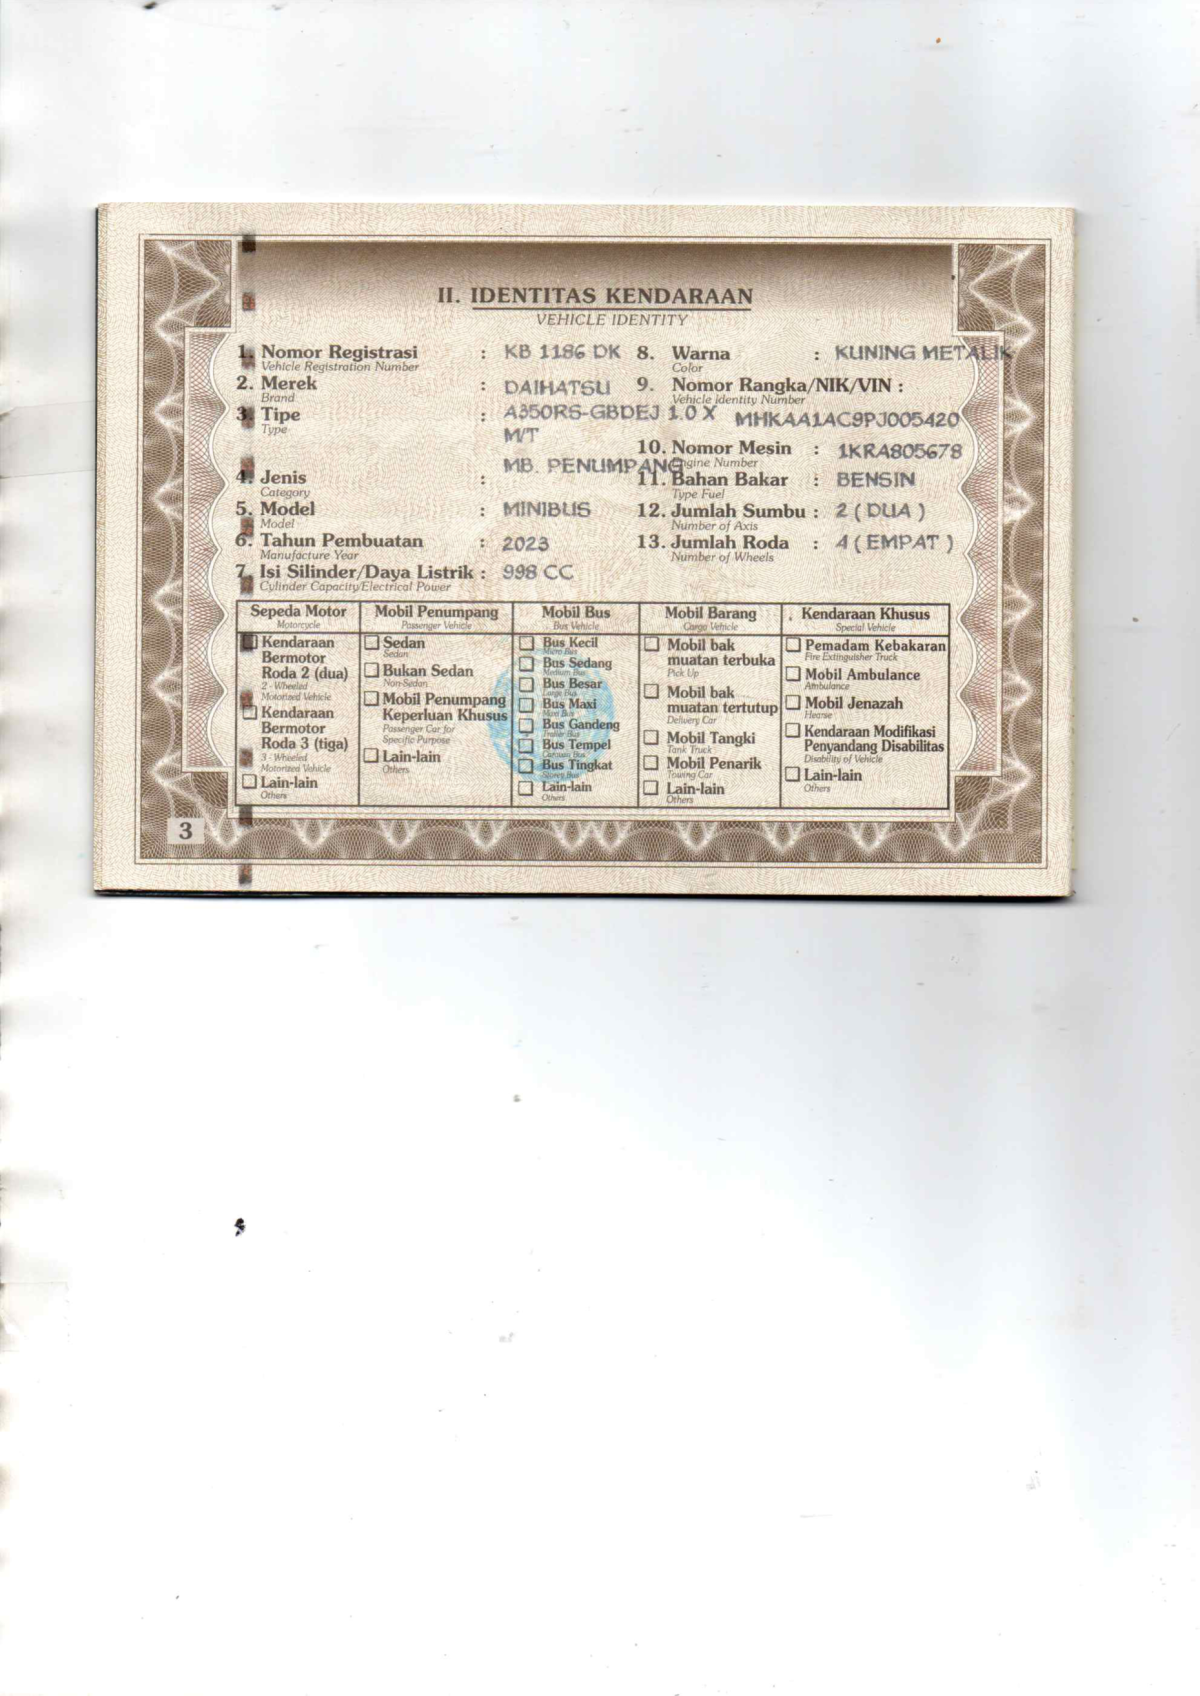 II. IDENTITAS KENDARAAN
VEHICLE IDENTITY
1. Nomor Registrasi : KB 1186 DK
Vehicle Registration Number
2. Merek : DAIHATSU
Brand
3. Tipe : A350RS-GBDEJ 1.0 X
Type
M/T
4. Jenis : MB. PENUMPANG
Category
5. Model : MINIBUS
Model
6. Tahun Pembuatan : 2023
Manufacture Year
7. Isi Silinder/Daya Listrik : 998 CC
Cylinder Capacity/Electrical Power
8. Warna : KUNING METALIK
Color
9. Nomor Rangka/NIK/VIN :
Vehicle Identity Number
MHKAA1AC9PJ005420
10. Nomor Mesin : 1KRA805678
Engine Number
11. Bahan Bakar : BENSIN
Type Fuel
12. Jumlah Sumbu : 2 ( DUA )
Number of Axis
13. Jumlah Roda : 4 ( EMPAT )
Number of Wheels
Sepeda Motor
Motorcycle
Kendaraan
Bermotor
Roda 2 (dua)
2 - Wheeled
Motorized Vehicle
Kendaraan
Bermotor
Roda 3 (tiga)
3 - Wheeled
Motorized Vehicle
Lain-lain
Others
Mobil Penumpang
Passenger Vehicle
Sedan
Sedan
Bukan Sedan
Non-Sedan
Mobil Penumpang
Keperluan Khusus
Passenger Car for
Specific Purpose
Lain-lain
Others
Mobil Bus
Bus Vehicle
Bus Kecil
Micro Bus
Bus Sedang
Medium Bus
Bus Besar
Large Bus
Bus Maxi
Maxi Bus
Bus Gandeng
Bus Tempel
Bus Tingkat
Lain-lain
Others
Mobil Barang
Cargo Vehicle
Mobil bak
muatan terbuka
Pick Up
Mobil bak
muatan tertutup
Delivery Car
Mobil Tangki
Tank Truck
Mobil Penarik
Towing Car
Lain-lain
Others
Kendaraan Khusus
Special Vehicle
Pemadam Kebakaran
Fire Extinguisher Truck
Mobil Ambulance
Ambulance
Mobil Jenazah
Hearse
Kendaraan Modifikasi
Penyandang Disabilitas
Disability of Vehicle
Lain-lain
Others
3